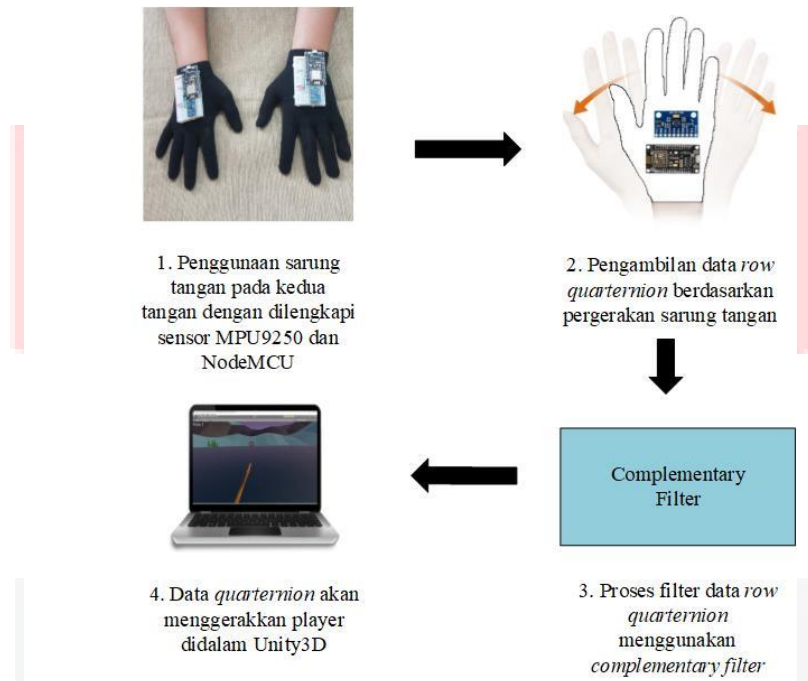 1. Penggunaan sarung
tangan pada kedua
tangan dengan dilengkapi
sensor MPU9250 dan
NodeMCU
2. Pengambilan data row
quarternion berdasarkan
pergerakan sarung tangan
Complementary
Filter
3. Proses filter data row
quarternion
menggunakan
complementary filter
4. Data quarternion akan
menggerakkan player
didalam Unity3D